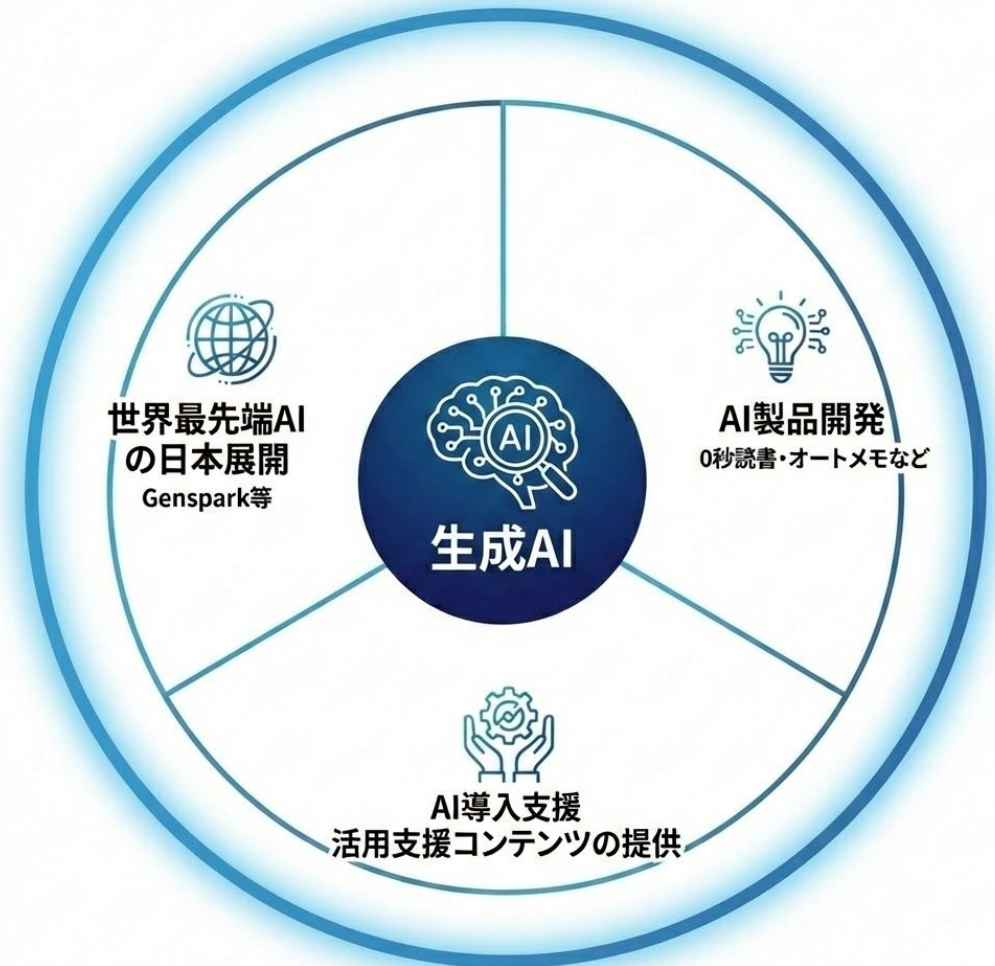 世界最先端AI
の日本展開
Genspark等
AI製品開発
0秒読書・オートメモなど
AI
生成AI
AI導入支援
活用支援コンテンツの提供